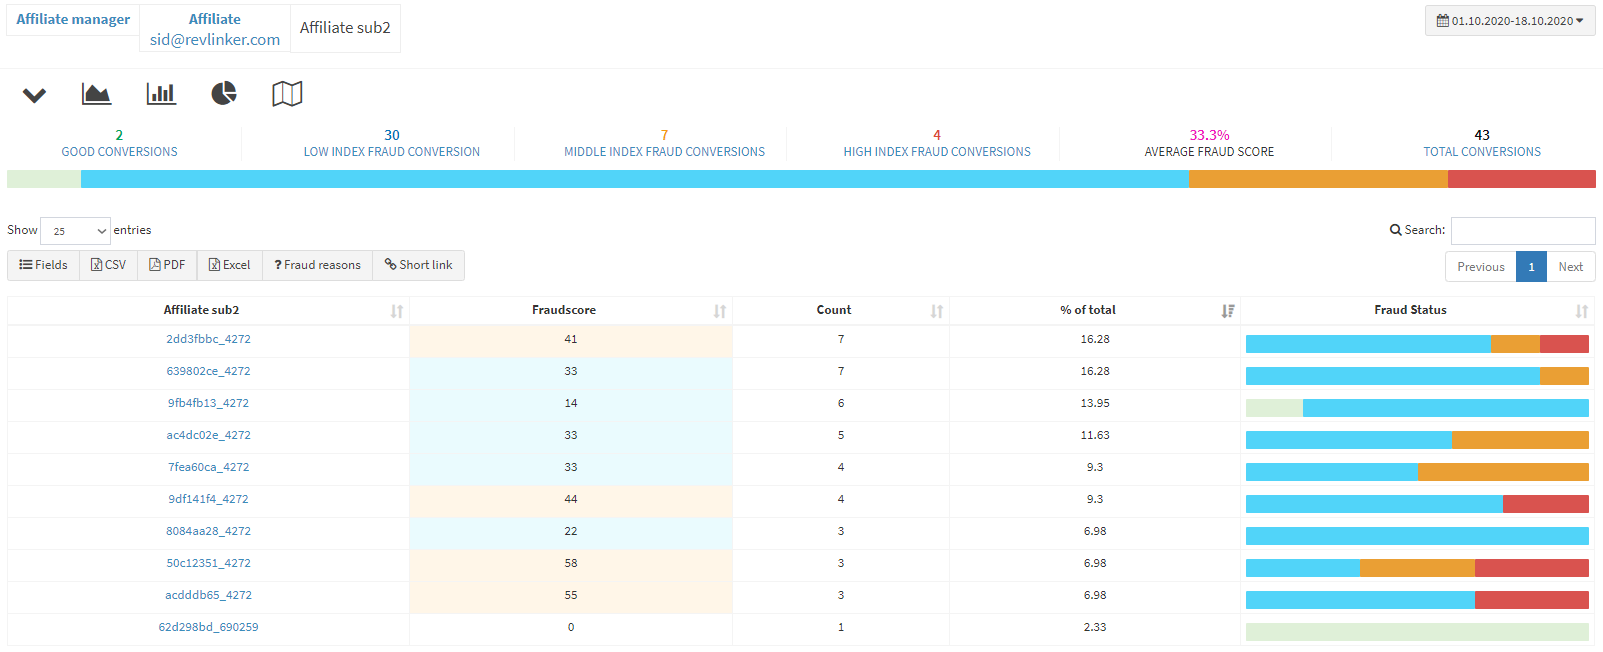 Affiliate manager
Affiliate
sid@revlinker.com
Affiliate sub2
01.10.2020-18.10.2020
2
GOOD CONVERSIONS
30
LOW INDEX FRAUD CONVERSION
7
MIDDLE INDEX FRAUD CONVERSIONS
4
HIGH INDEX FRAUD CONVERSIONS
33.3%
AVERAGE FRAUD SCORE
43
TOTAL CONVERSIONS
Show 25 entries
Search:
Fields CSV PDF Excel ? Fraud reasons Short link
Previous 1 Next
Affiliate sub2 Fraudscore Count % of total Fraud Status
2dd3fbbc_4272 41 7 16.28
639802ce_4272 33 7 16.28
9fb4fb13_4272 14 6 13.95
ac4dc02e_4272 33 5 11.63
7fea60ca_4272 33 4 9.3
9df141f4_4272 44 4 9.3
8084aa28_4272 22 3 6.98
50c12351_4272 58 3 6.98
acdddb65_4272 55 3 6.98
62d298bd_690259 0 1 2.33